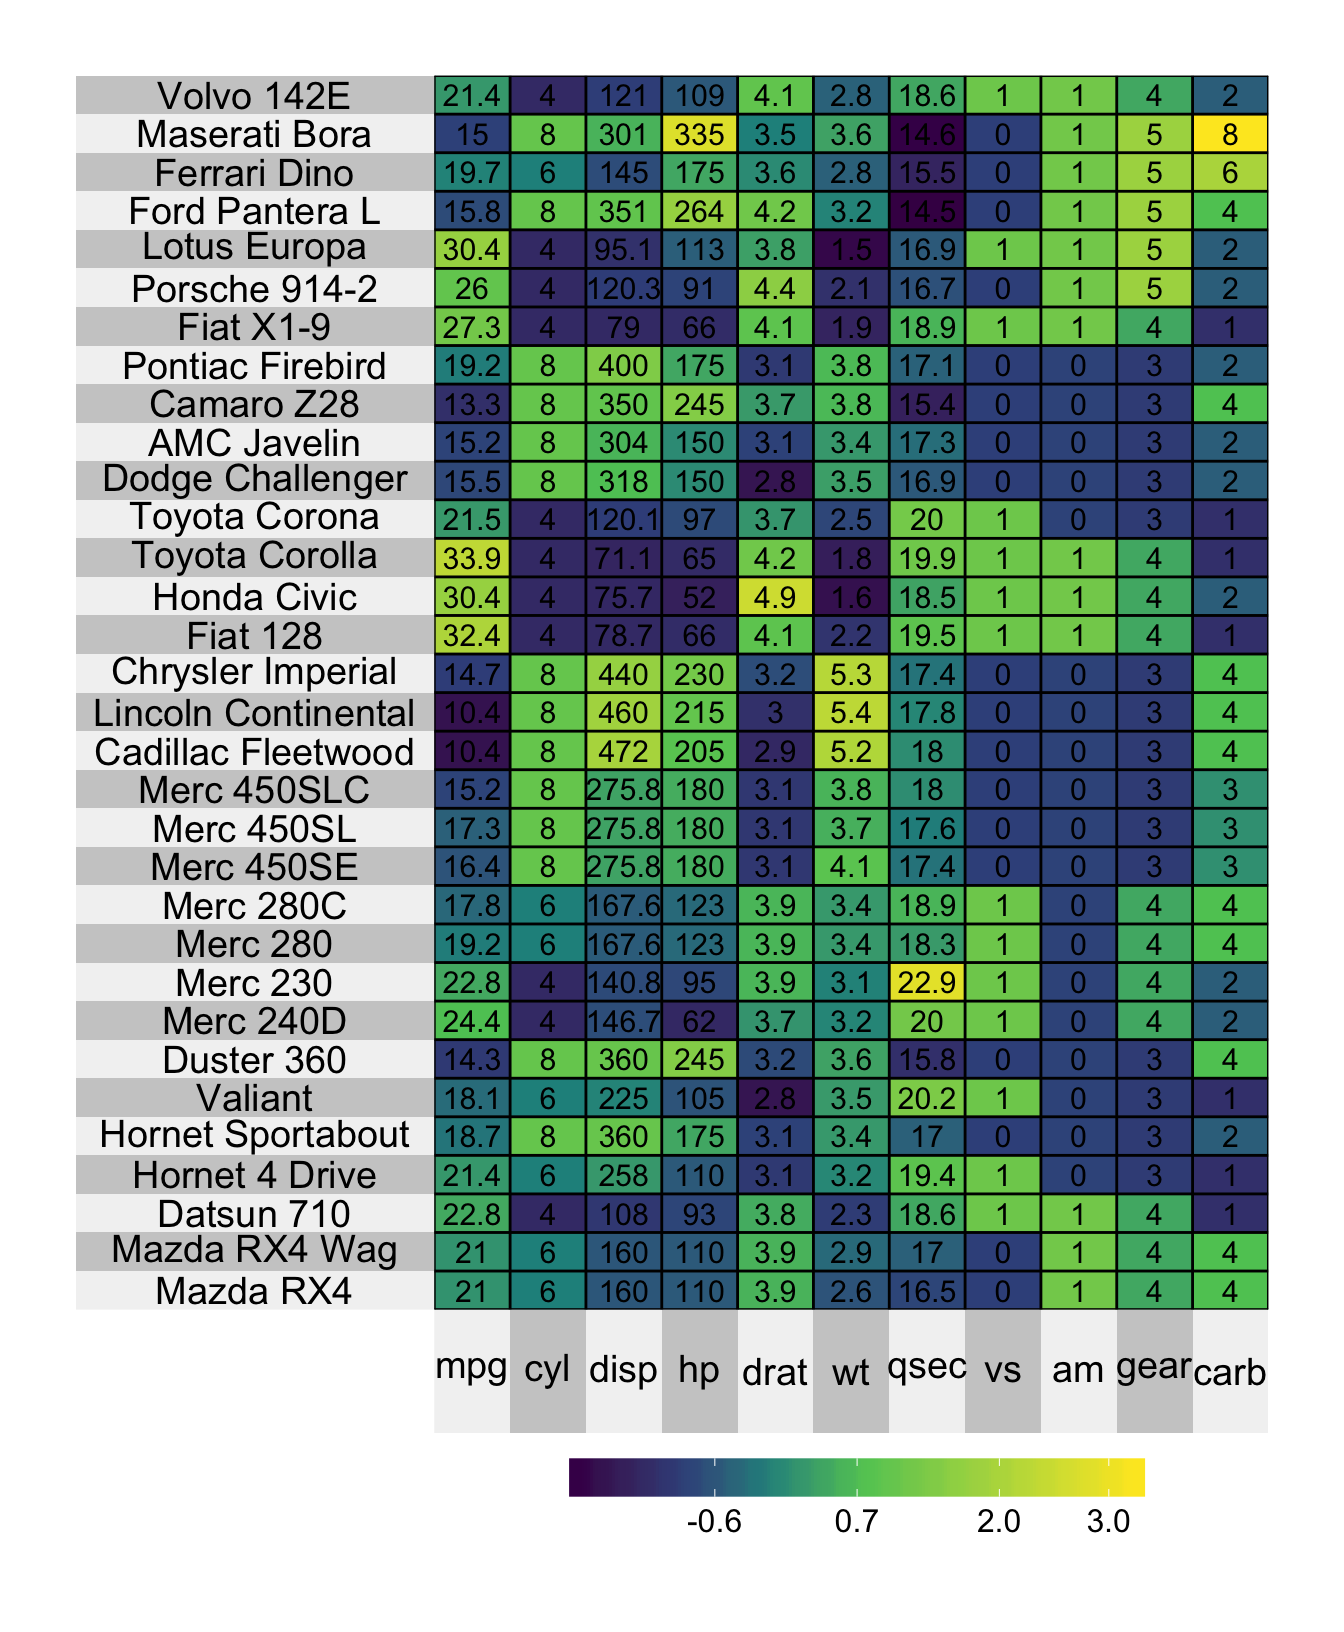 Volvo 142E 21.4 4 121 109 4.1 2.8 18.6 1 1 4 2
Maserati Bora 15 8 301 335 3.5 3.6 14.6 0 1 5 8
Ferrari Dino 19.7 6 145 175 3.6 2.8 15.5 0 1 5 6
Ford Pantera L 15.8 8 351 264 4.2 3.2 14.5 0 1 5 4
Lotus Europa 30.4 4 95.1 113 3.8 1.5 16.9 1 1 5 2
Porsche 914-2 26 4 120.3 91 4.4 2.1 16.7 0 1 5 2
Fiat X1-9 27.3 4 79 66 4.1 1.9 18.9 1 1 4 1
Pontiac Firebird 19.2 8 400 175 3.1 3.8 17.1 0 0 3 2
Camaro Z28 13.3 8 350 245 3.7 3.8 15.4 0 0 3 4
AMC Javelin 15.2 8 304 150 3.1 3.4 17.3 0 0 3 2
Dodge Challenger 15.5 8 318 150 2.8 3.5 16.9 0 0 3 2
Toyota Corona 21.5 4 120.1 97 3.7 2.5 20 1 0 3 1
Toyota Corolla 33.9 4 71.1 65 4.2 1.8 19.9 1 1 4 1
Honda Civic 30.4 4 75.7 52 4.9 1.6 18.5 1 1 4 2
Fiat 128 32.4 4 78.7 66 4.1 2.2 19.5 1 1 4 1
Chrysler Imperial 14.7 8 440 230 3.2 5.3 17.4 0 0 3 4
Lincoln Continental 10.4 8 460 215 3 5.4 17.8 0 0 3 4
Cadillac Fleetwood 10.4 8 472 205 2.9 5.2 18 0 0 3 4
Merc 450SLC 15.2 8 275.8 180 3.1 3.8 18 0 0 3 3
Merc 450SL 17.3 8 275.8 180 3.1 3.7 17.6 0 0 3 3
Merc 450SE 16.4 8 275.8 180 3.1 4.1 17.4 0 0 3 3
Merc 280C 17.8 6 167.6 123 3.9 3.4 18.9 1 0 4 4
Merc 280 19.2 6 167.6 123 3.9 3.4 18.3 1 0 4 4
Merc 230 22.8 4 140.8 95 3.9 3.1 22.9 1 0 4 2
Merc 240D 24.4 4 146.7 62 3.7 3.2 20 1 0 4 2
Duster 360 14.3 8 360 245 3.2 3.6 15.8 0 0 3 4
Valiant 18.1 6 225 105 2.8 3.5 20.2 1 0 3 1
Hornet Sportabout 18.7 8 360 175 3.1 3.4 17 0 0 3 2
Hornet 4 Drive 21.4 6 258 110 3.1 3.2 19.4 1 0 3 1
Datsun 710 22.8 4 108 93 3.8 2.3 18.6 1 1 4 1
Mazda RX4 Wag 21 6 160 110 3.9 2.9 17 0 1 4 4
Mazda RX4 21 6 160 110 3.9 2.6 16.5 0 1 4 4
mpg cyl disp hp drat wt qsec vs am gear carb
-0.6 0.7 2.0 3.0